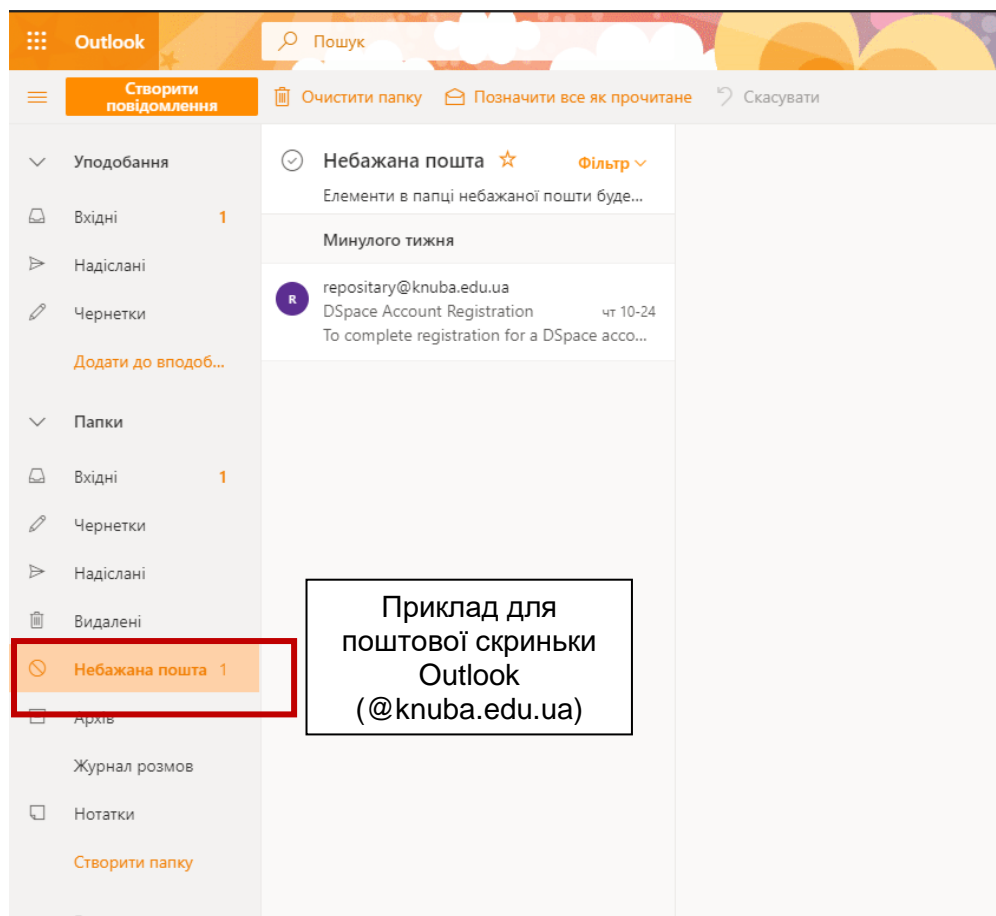 Outlook
Пошук
Створити
повідомлення
Очистити папку
Позначити все як прочитане
Скасувати
Уподобання
Вхідні 1
Надіслані
Чернетки
Додати до вподоб...
Папки
Вхідні 1
Чернетки
Надіслані
Видалені
Небажана пошта 1
Архів
Журнал розмов
Нотатки
Створити папку
Небажана пошта
Фільтр
Елементи в папці небажаної пошти буде...
Минулого тижня
R
repositary@knuba.edu.ua
DSpace Account Registration чт 10-24
To complete registration for a DSpace acco...
Приклад для
поштової скриньки
Outlook
(@knuba.edu.ua)